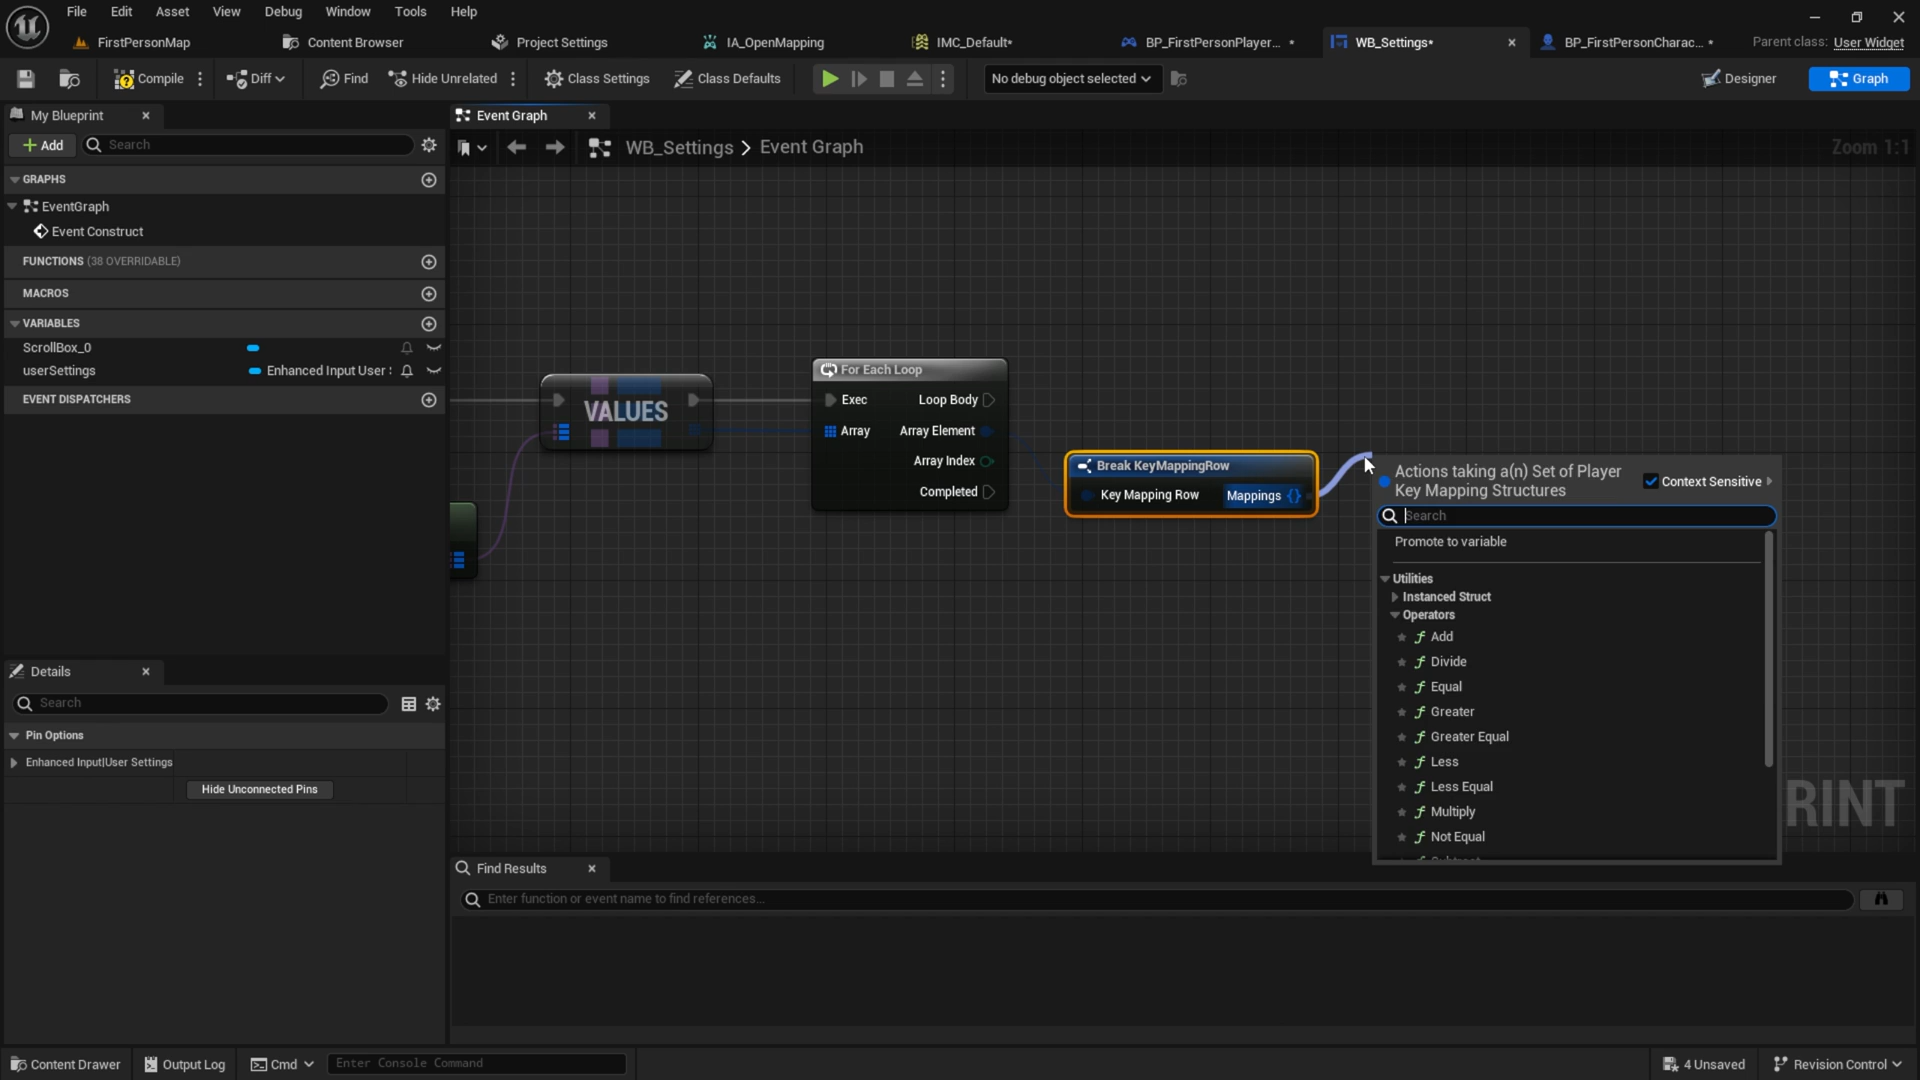 File Edit Asset View Debug Window Tools Help
FirstPersonMap Content Browser Project Settings IA_OpenMapping IMC_Default* BP_FirstPersonPlayer... * WB_Settings* BP_FirstPersonCharac... * Parent class: User Widget
Compile Diff Find Hide Unrelated Class Settings Class Defaults No debug object selected Designer Graph
My Blueprint
Event Graph
+ Add Search
WB_Settings > Event Graph Zoom 1:1
GRAPHS
EventGraph
Event Construct
FUNCTIONS (38 OVERRIDABLE)
MACROS
VARIABLES
ScrollBox_0
userSettings Enhanced Input User
EVENT DISPATCHERS
VALUES
For Each Loop
Exec Loop Body
Array Array Element
Array Index
Completed
Break KeyMappingRow
Key Mapping Row Mappings {}
Actions taking a(n) Set of Player
Key Mapping Structures
Context Sensitive
Search
Promote to variable
Utilities
Instanced Struct
Operators
f Add
f Divide
f Equal
f Greater
f Greater Equal
f Less
f Less Equal
f Multiply
f Not Equal
RINT
Details
Search
Pin Options
Enhanced Input|User Settings
Hide Unconnected Pins
Find Results
Enter function or event name to find references...
Content Drawer Output Log Cmd Enter Console Command 4 Unsaved Revision Control